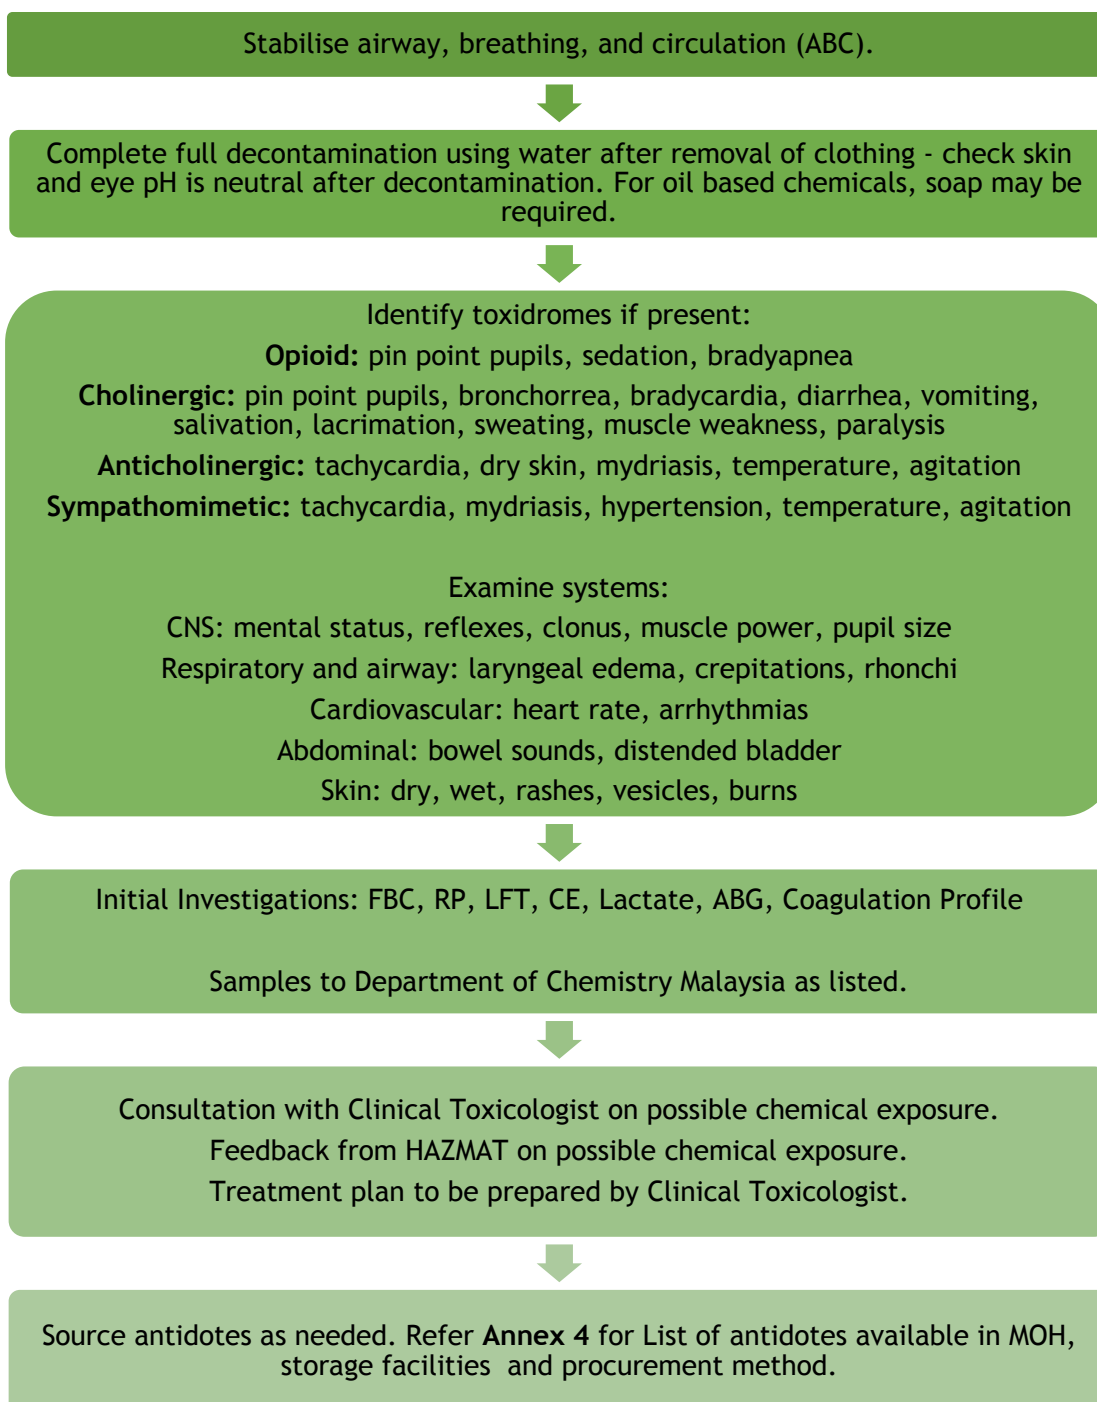 Stabilise airway, breathing, and circulation (ABC).
Complete full decontamination using water after removal of clothing - check skin
and eye pH is neutral after decontamination. For oil based chemicals, soap may be
required.
Identify toxidromes if present:
Opioid: pin point pupils, sedation, bradyapnea
Cholinergic: pin point pupils, bronchorrea, bradycardia, diarrhea, vomiting,
salivation, lacrimation, sweating, muscle weakness, paralysis
Anticholinergic: tachycardia, dry skin, mydriasis, temperature, agitation
Sympathomimetic: tachycardia, mydriasis, hypertension, temperature, agitation
Examine systems:
CNS: mental status, reflexes, clonus, muscle power, pupil size
Respiratory and airway: laryngeal edema, crepitations, rhonchi
Cardiovascular: heart rate, arrhythmias
Abdominal: bowel sounds, distended bladder
Skin: dry, wet, rashes, vesicles, burns
Initial Investigations: FBC, RP, LFT, CE, Lactate, ABG, Coagulation Profile
Samples to Department of Chemistry Malaysia as listed.
Consultation with Clinical Toxicologist on possible chemical exposure.
Feedback from HAZMAT on possible chemical exposure.
Treatment plan to be prepared by Clinical Toxicologist.
Source antidotes as needed. Refer Annex 4 for List of antidotes available in MOH,
storage facilities and procurement method.